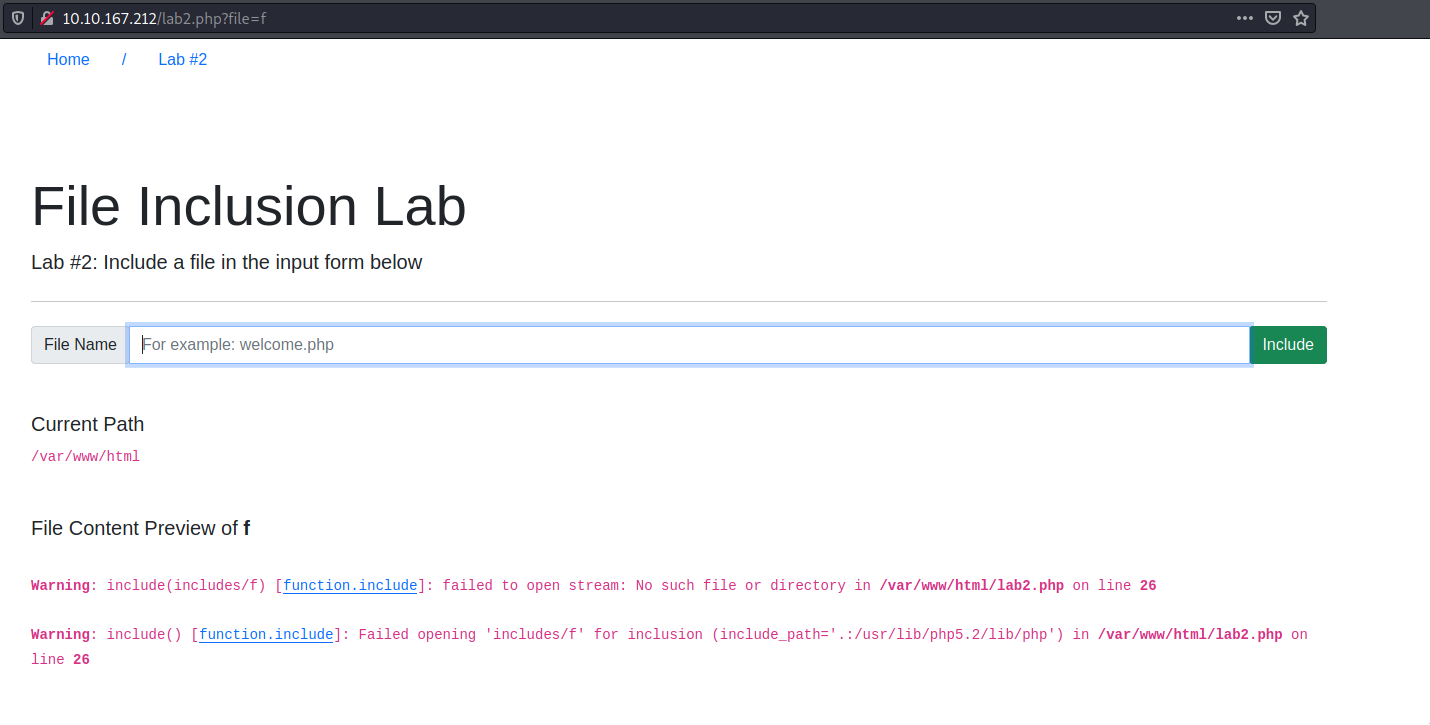 10.10.167.212/lab2.php?file=f
Home / Lab #2
File Inclusion Lab
Lab #2: Include a file in the input form below
File Name For example: welcome.php Include
Current Path
/var/www/html
File Content Preview of f
Warning: include(includes/f) [function.include]: failed to open stream: No such file or directory in /var/www/html/lab2.php on line 26
Warning: include() [function.include]: Failed opening 'includes/f' for inclusion (include_path='.:/usr/lib/php5.2/lib/php') in /var/www/html/lab2.php on
line 26